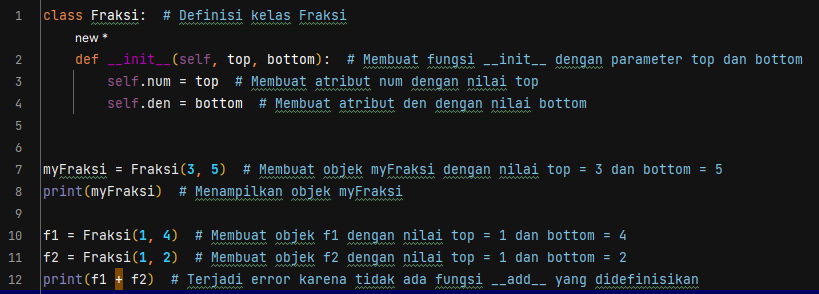 1 class Fraksi:  # Definisi kelas Fraksi
new *
2 def __init__(self, top, bottom):  # Membuat fungsi __init__ dengan parameter top dan bottom
3 self.num = top  # Membuat atribut num dengan nilai top
4 self.den = bottom  # Membuat atribut den dengan nilai bottom
5
6
7 myFraksi = Fraksi(3, 5)  # Membuat objek myFraksi dengan nilai top = 3 dan bottom = 5
8 print(myFraksi)  # Menampilkan objek myFraksi
9
10 f1 = Fraksi(1, 4)  # Membuat objek f1 dengan nilai top = 1 dan bottom = 4
11 f2 = Fraksi(1, 2)  # Membuat objek f2 dengan nilai top = 1 dan bottom = 2
12 print(f1 + f2)  # Terjadi error karena tidak ada fungsi __add__ yang didefinisikan